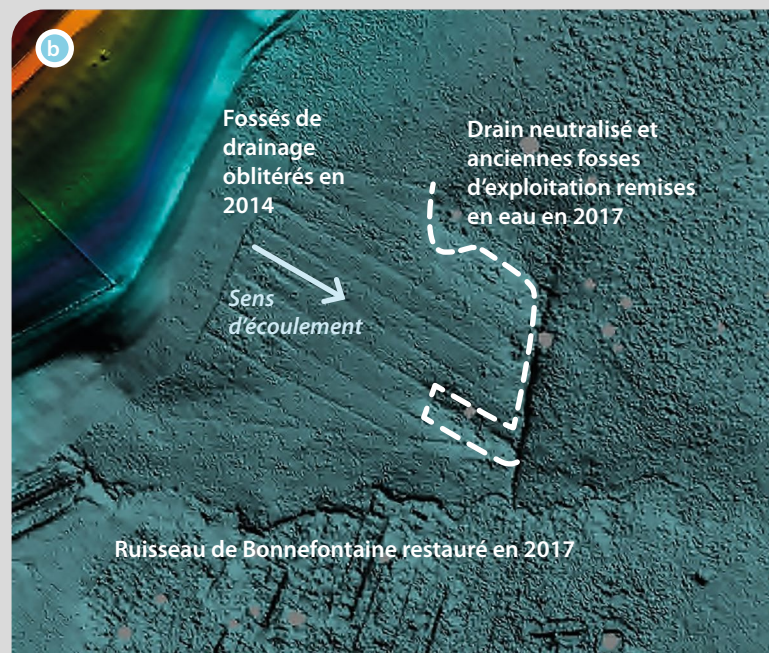 b
Fossés de
drainage
oblitérés en
2014
Drain neutralisé et
anciennes fosses
d'exploitation remises
en eau en 2017
Sens
d'écoulement
Ruisseau de Bonnefontaine restauré en 2017